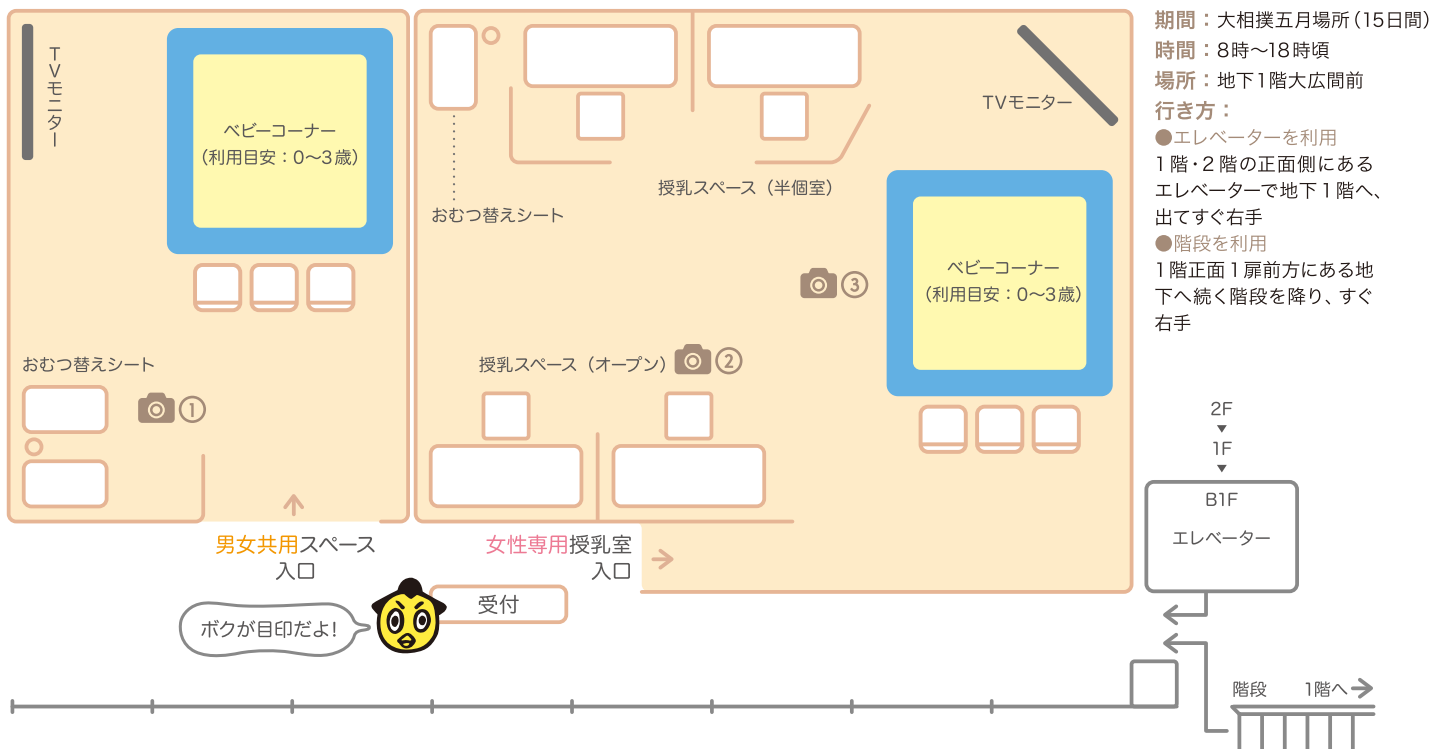 TVモニター
ベビーコーナー
（利用目安：0〜3歳）
おむつ替えシート
①
男女共用スペース
入口
おむつ替えシート
授乳スペース（半個室）
TVモニター
③
ベビーコーナー
（利用目安：0〜3歳）
授乳スペース（オープン）
②
女性専用授乳室
入口
受付
ボクが目印だよ！
期間：大相撲五月場所（15日間）
時間：8時〜18時頃
場所：地下1階大広間前
行き方：
●エレベーターを利用
1階・2階の正面側にある
エレベーターで地下1階へ、
出てすぐ右手
●階段を利用
1階正面1扉前方にある地
下へ続く階段を降り、すぐ
右手
2F
▼
1F
▼
B1F
エレベーター
階段 1階へ